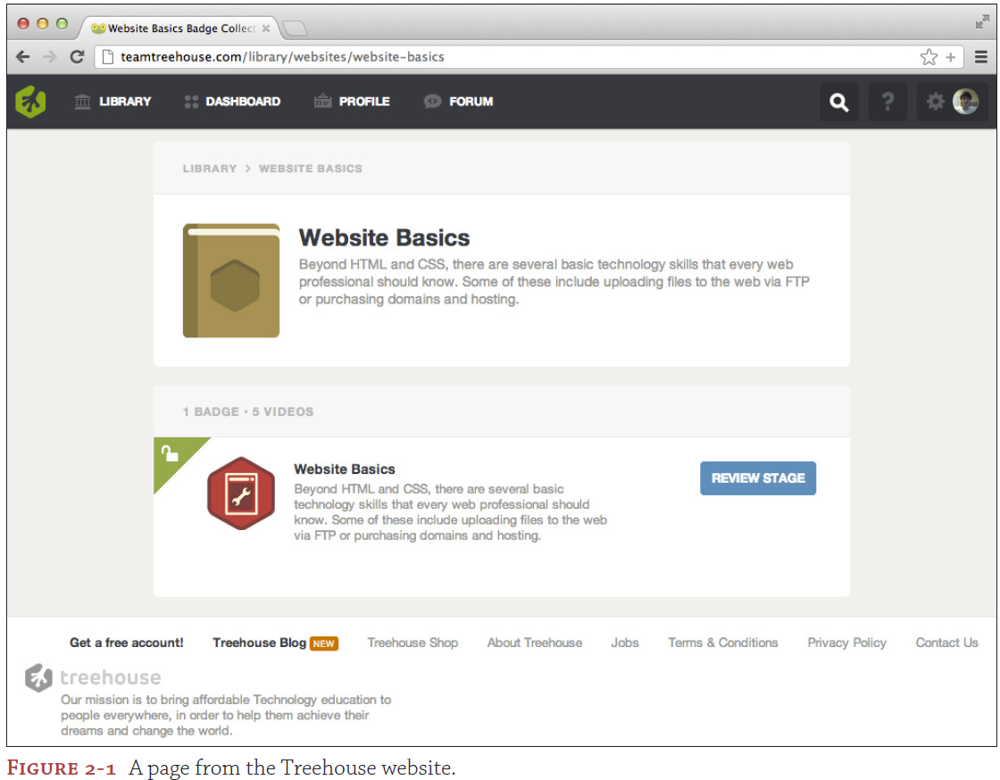 Website Basics Badge Collect
teamtreehouse.com/library/websites/website-basics
LIBRARY DASHBOARD PROFILE FORUM ?
LIBRARY > WEBSITE BASICS
Website Basics
Beyond HTML and CSS, there are several basic technology skills that every web
professional should know. Some of these include uploading files to the web via FTP
or purchasing domains and hosting.
1 BADGE • 5 VIDEOS
Website Basics
Beyond HTML and CSS, there are several basic
technology skills that every web professional should
know. Some of these include uploading files to the web
via FTP or purchasing domains and hosting.
REVIEW STAGE
Get a free account! Treehouse Blog NEW Treehouse Shop About Treehouse Jobs Terms & Conditions Privacy Policy Contact Us
treehouse
Our mission is to bring affordable Technology education to
people everywhere, in order to help them achieve their
dreams and change the world.
FIGURE 2-1 A page from the Treehouse website.